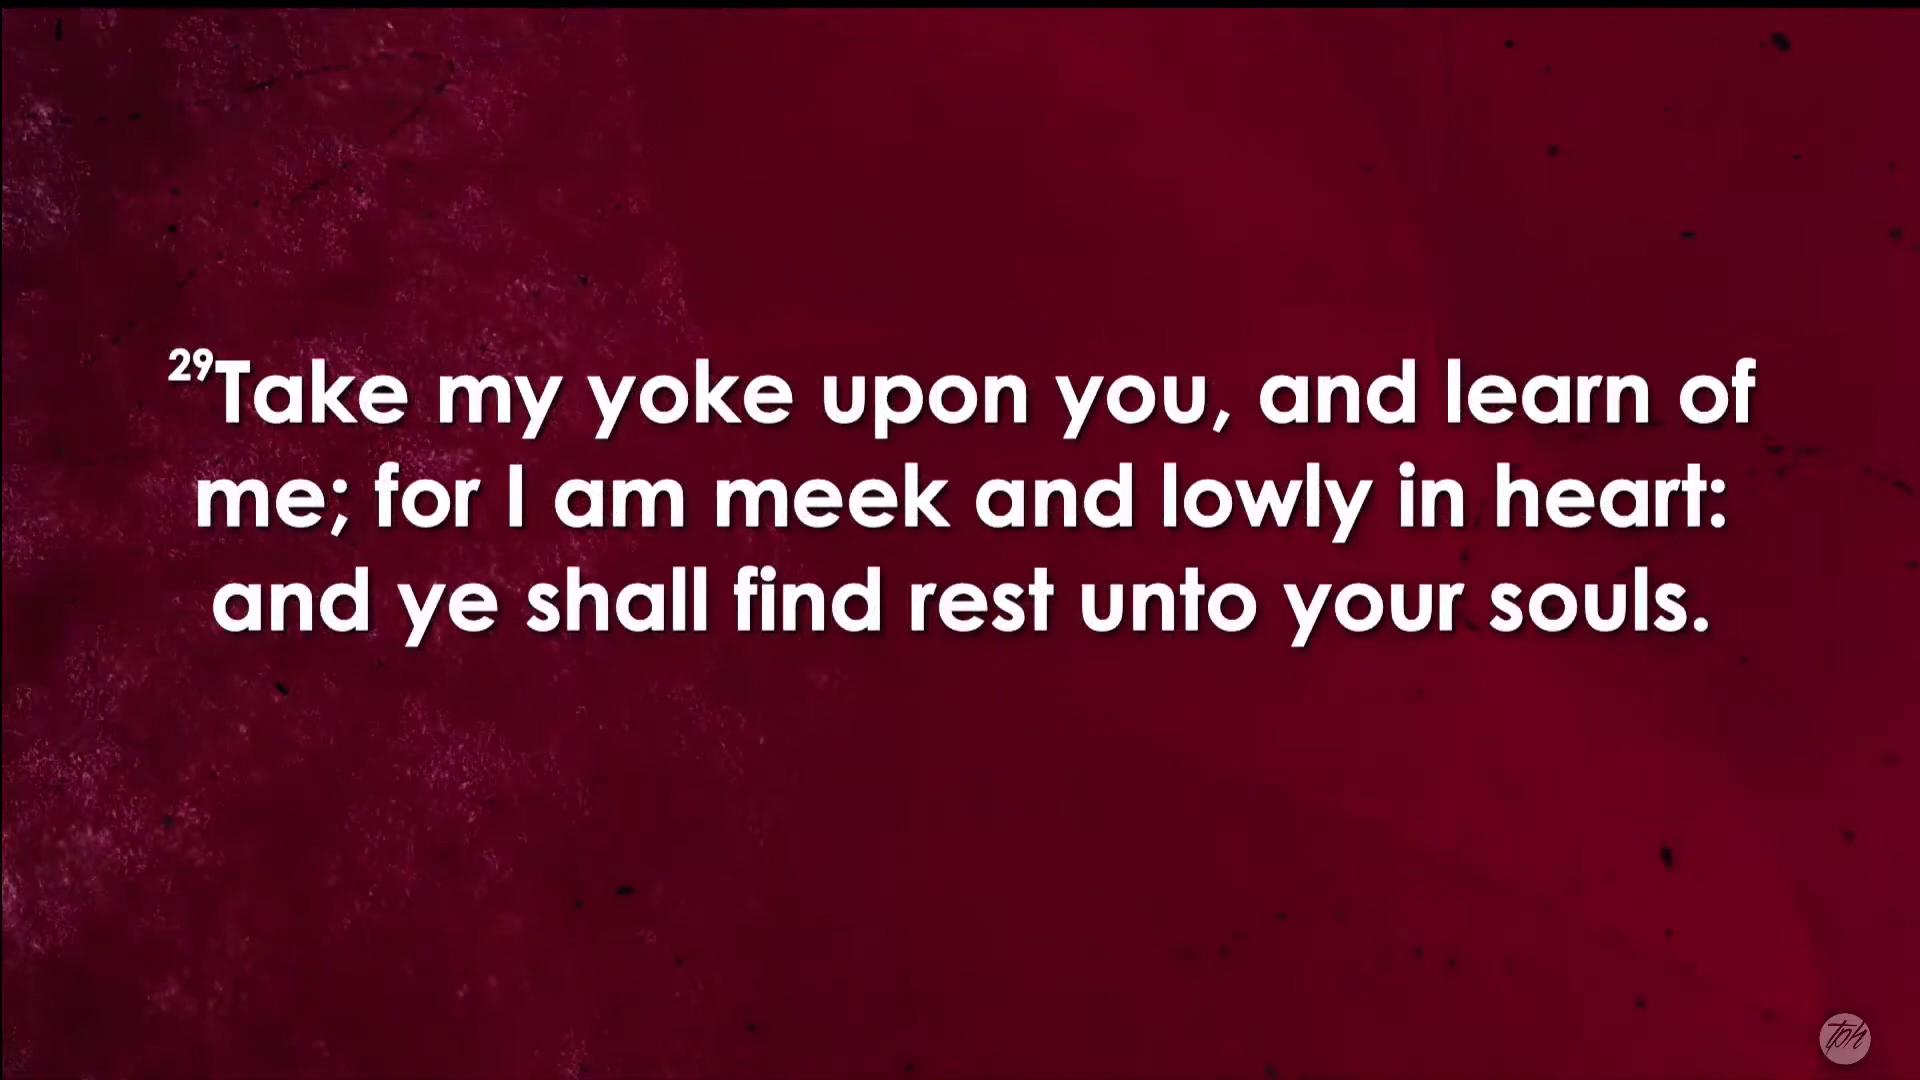 29Take my yoke upon you, and learn of
me; for I am meek and lowly in heart:
and ye shall find rest unto your souls.
tph